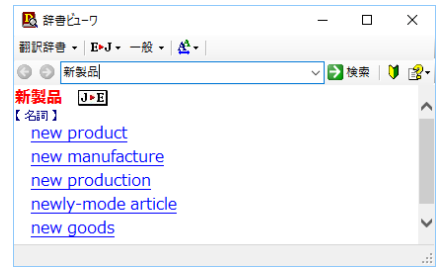 辞書ビューワ
翻訳辞書 E▸J 一般 A
新製品 検索
新製品 J▸E
【名詞】
new product
new manufacture
new production
newly-mode article
new goods